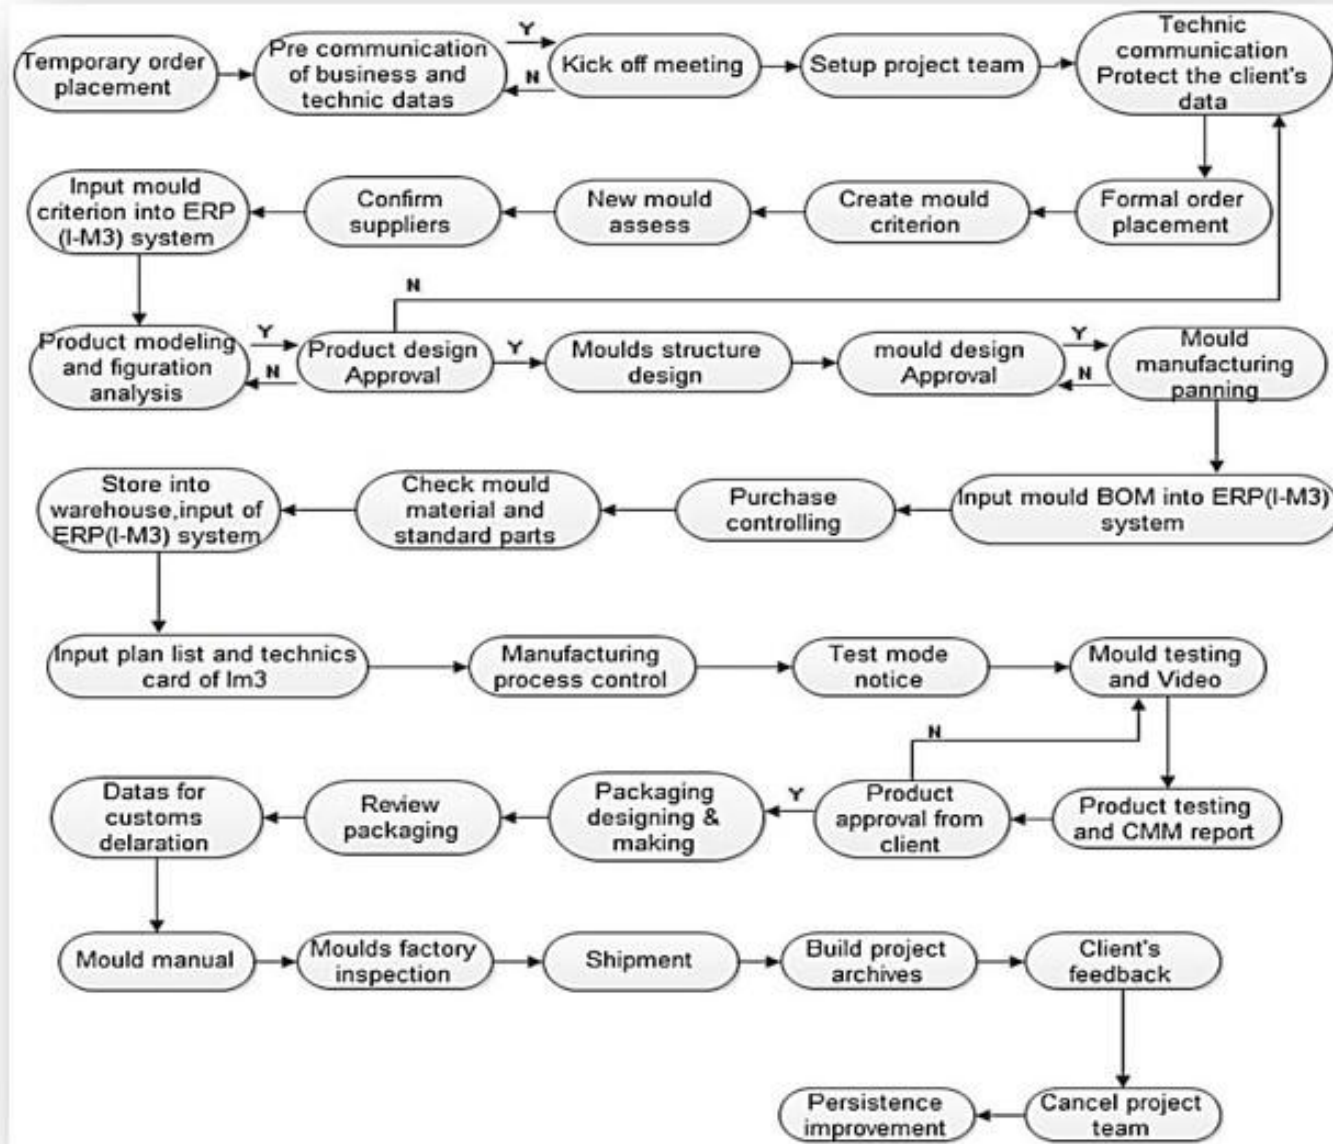 Temporary order
placement
Pre communication
of business and
technic datas
Y
N
Kick off meeting
Setup project team
Technic
communication
Protect the client's
data
Input mould
criterion into ERP
(I-M3) system
Confirm
suppliers
New mould
assess
Create mould
criterion
Formal order
placement
N
Product modeling
and figuration
analysis
Y
N
Product design
Approval
Y
Moulds structure
design
mould design
Approval
Y
N
Mould
manufacturing
panning
Store into
warehouse,input of
ERP(I-M3) system
Check mould
material and
standard parts
Purchase
controlling
Input mould BOM into ERP(I-M3)
system
Input plan list and technics
card of Im3
Manufacturing
process control
Test mode
notice
Mould testing
and Video
N
Datas for
customs
delaration
Review
packaging
Packaging
designing &
making
Y
Product
approval from
client
Product testing
and CMM report
Mould manual
Moulds factory
inspection
Shipment
Build project
archives
Client's
feedback
Persistence
improvement
Cancel project
team